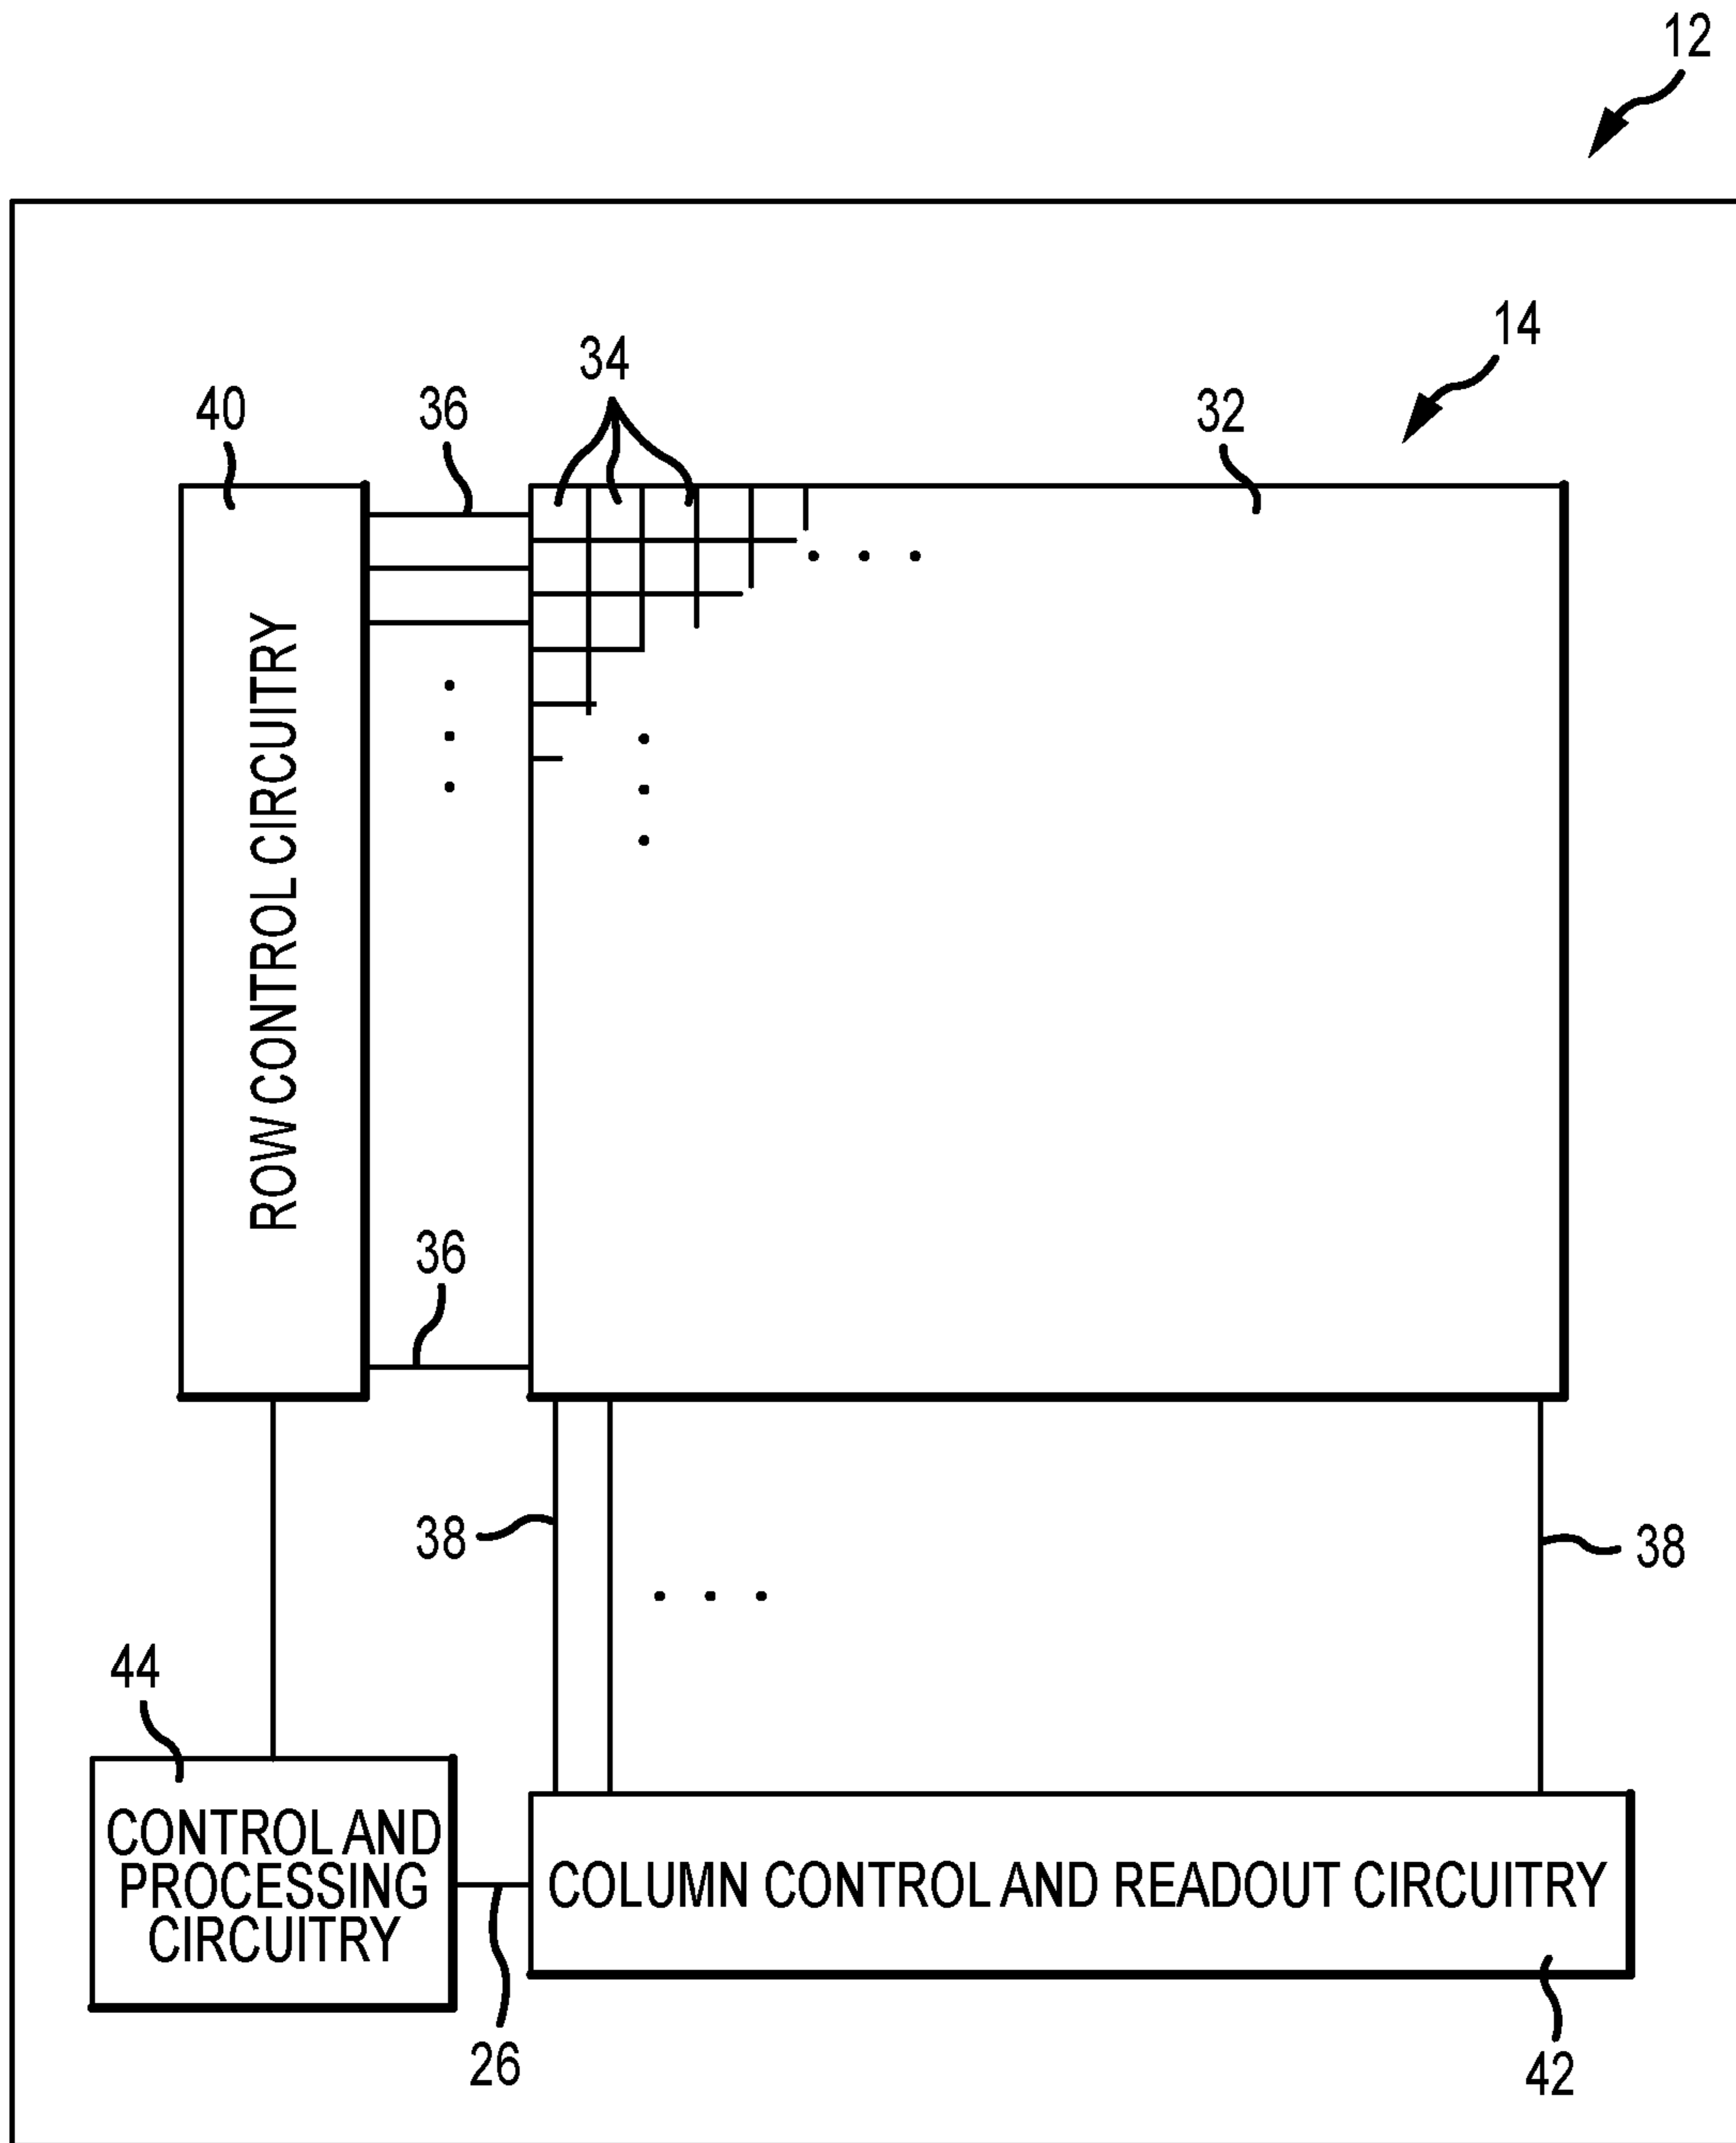 12
14
34
32
40
36
ROW CONTROL CIRCUITRY
36
38
38
44
CONTROL AND
PROCESSING
CIRCUITRY
COLUMN CONTROL AND READOUT CIRCUITRY
26
42